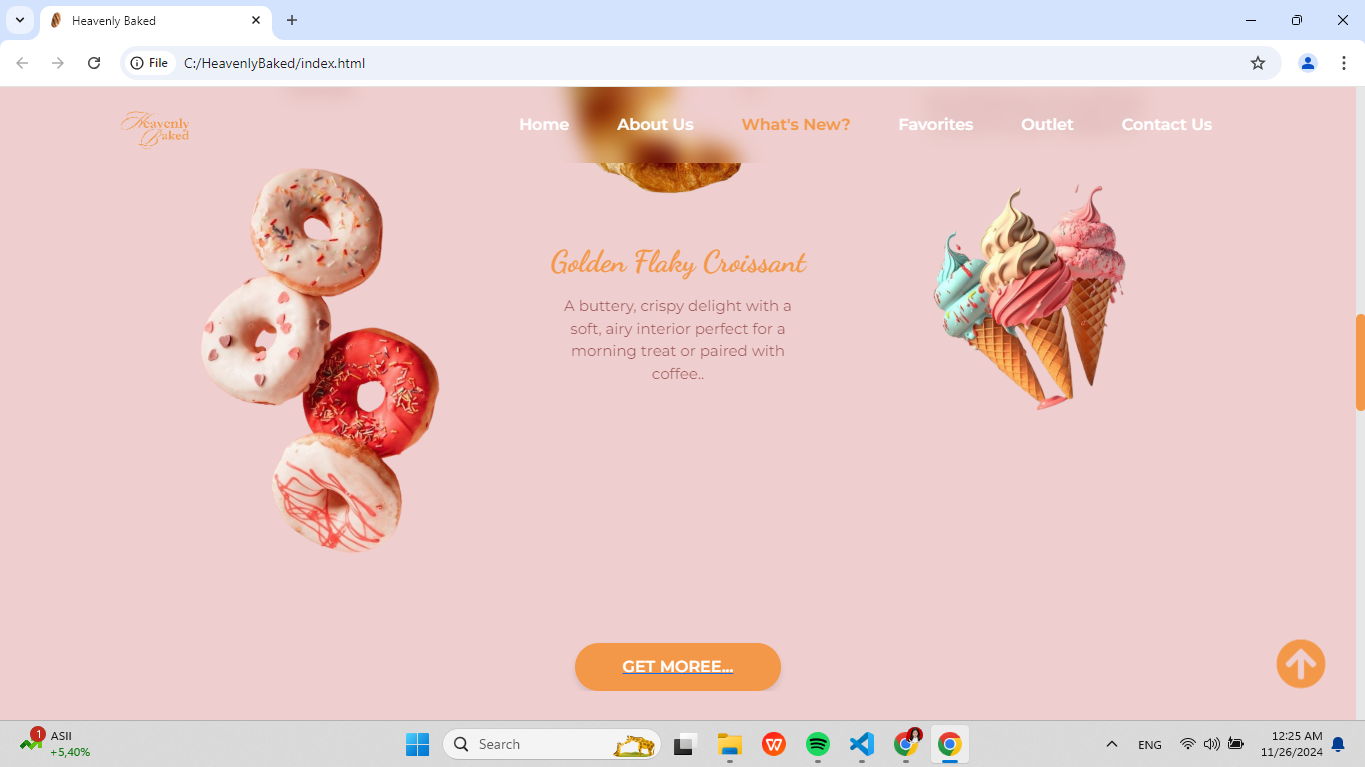 Heavenly Baked
File
C:/HeavenlyBaked/index.html
Heavenly
Baked
Home
About Us
What's New?
Favorites
Outlet
Contact Us
Golden Flaky Croissant
A buttery, crispy delight with a
soft, airy interior perfect for a
morning treat or paired with
coffee..
GET MOREE...
1
ASII
+5,40%
Search
W
ENG
12:25 AM
11/26/2024